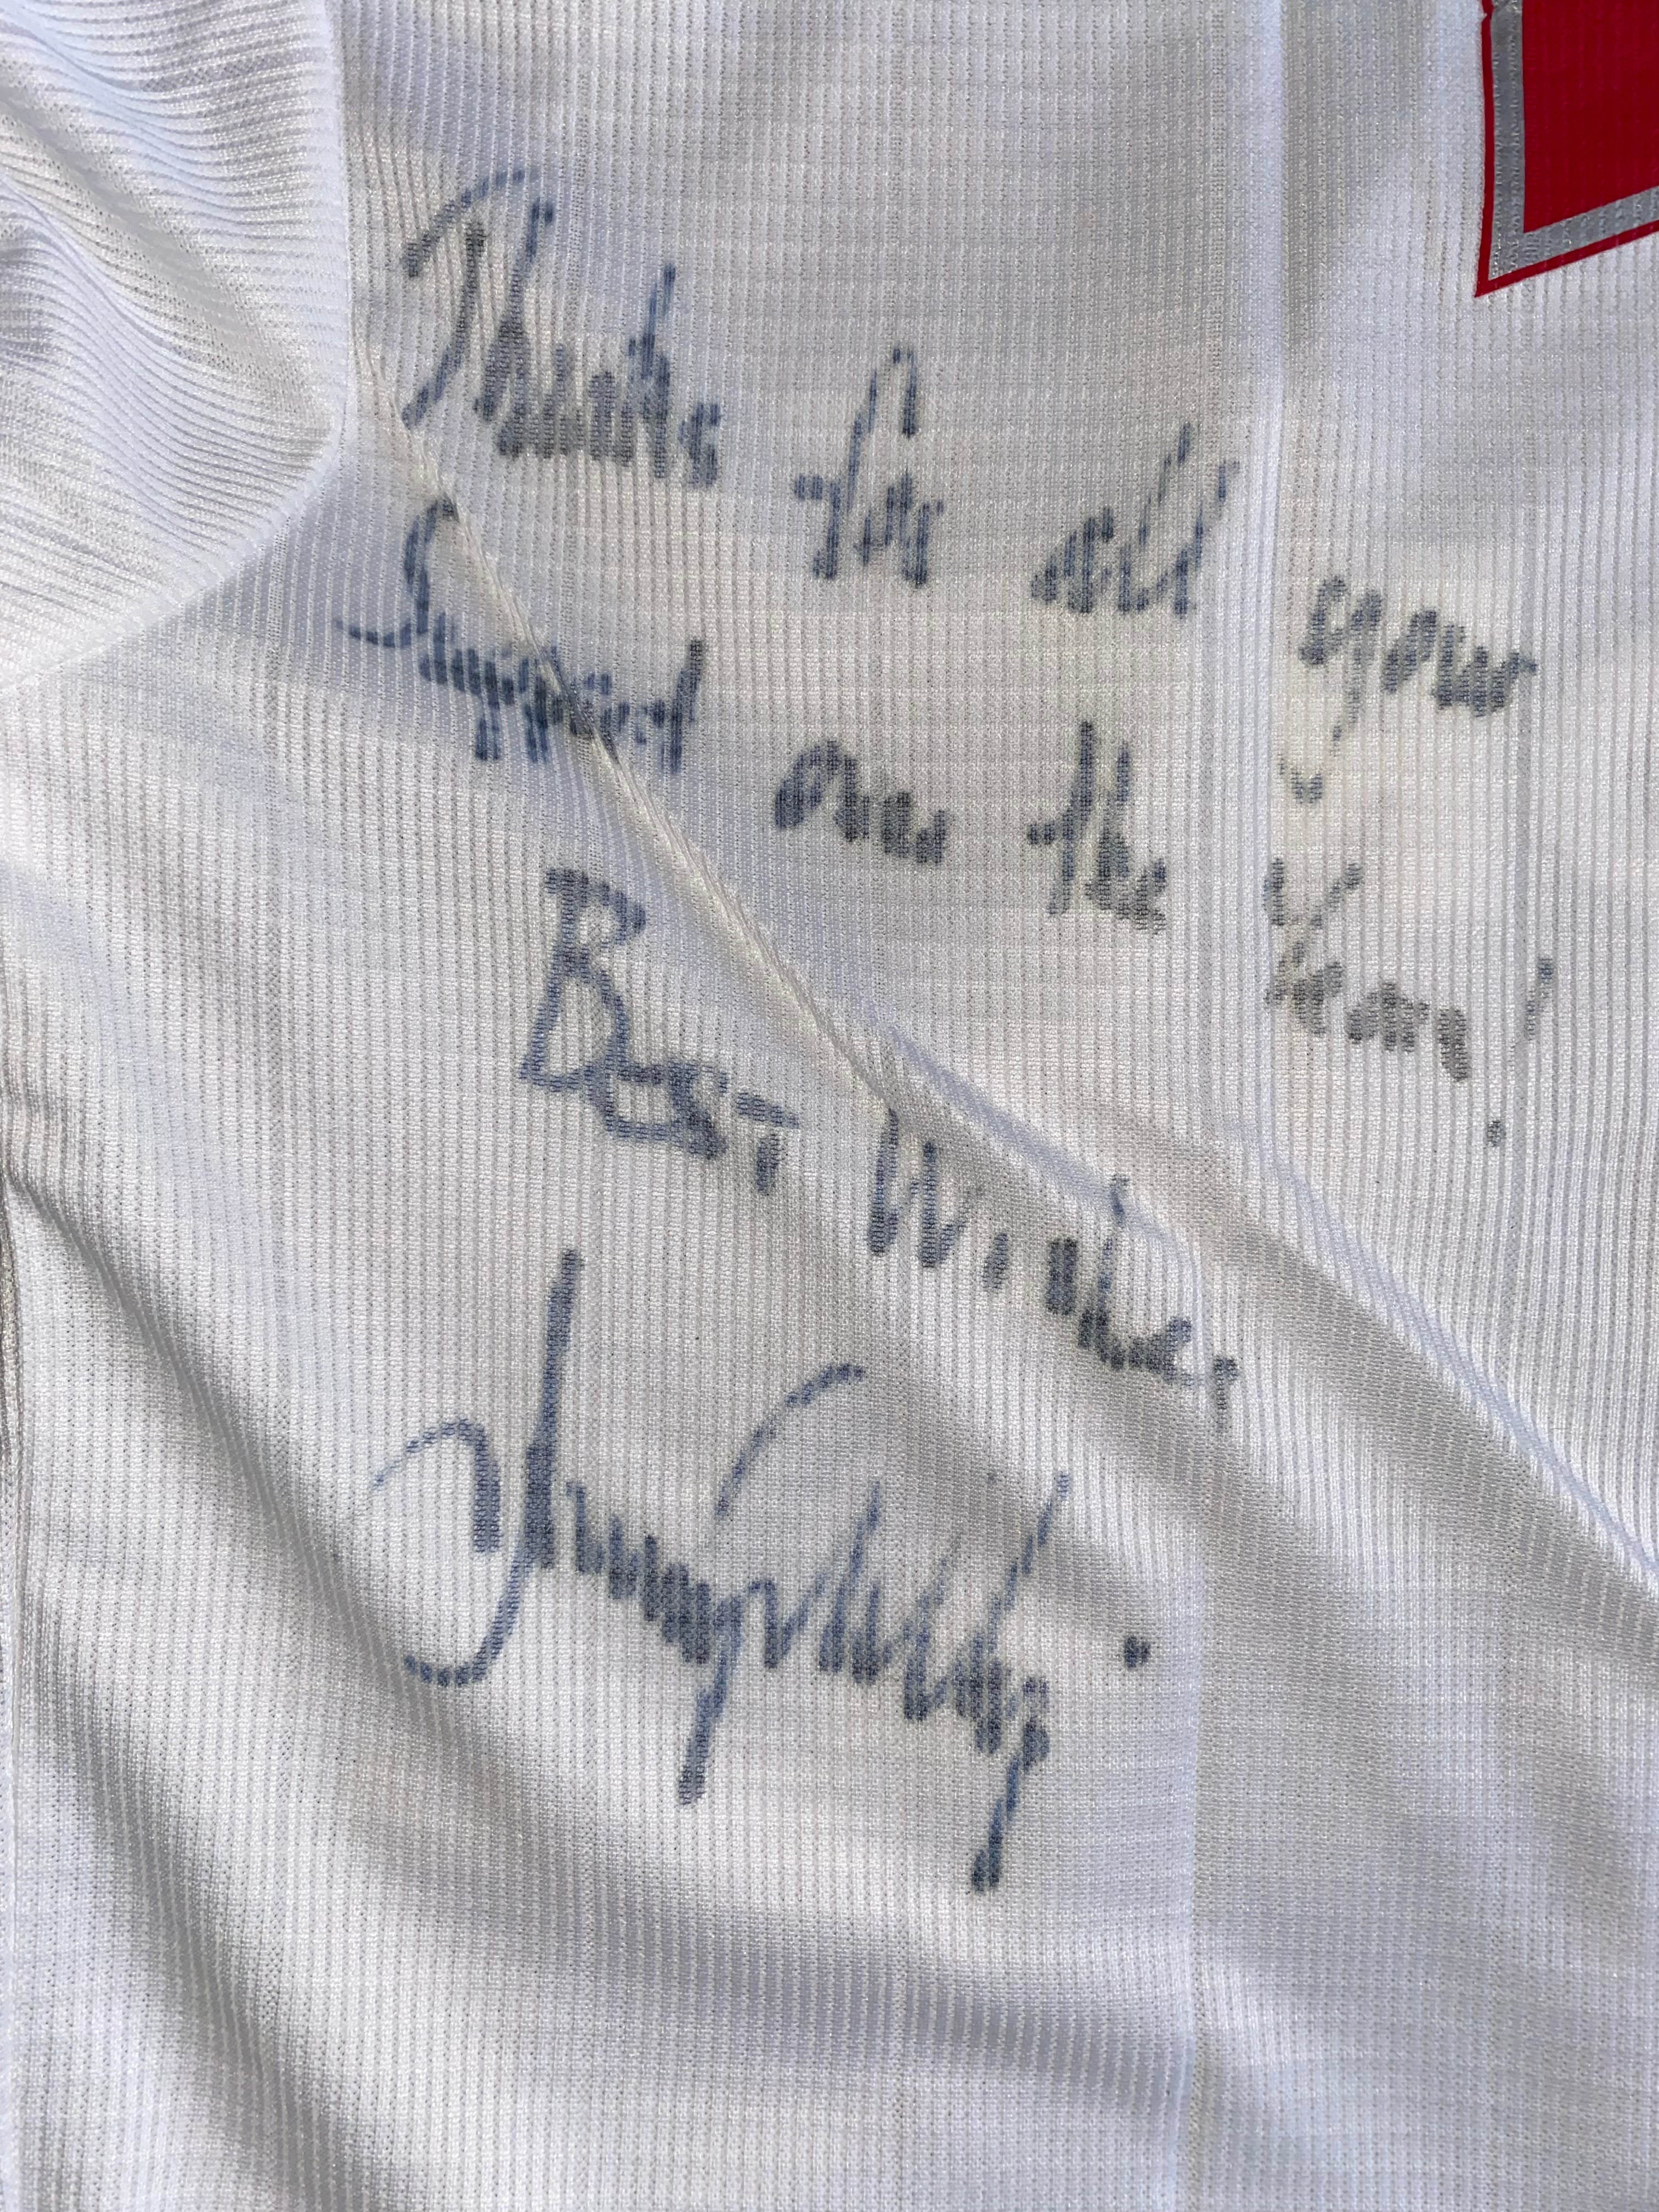 Thanks for all your
Support over the Years!
Best Wishes,